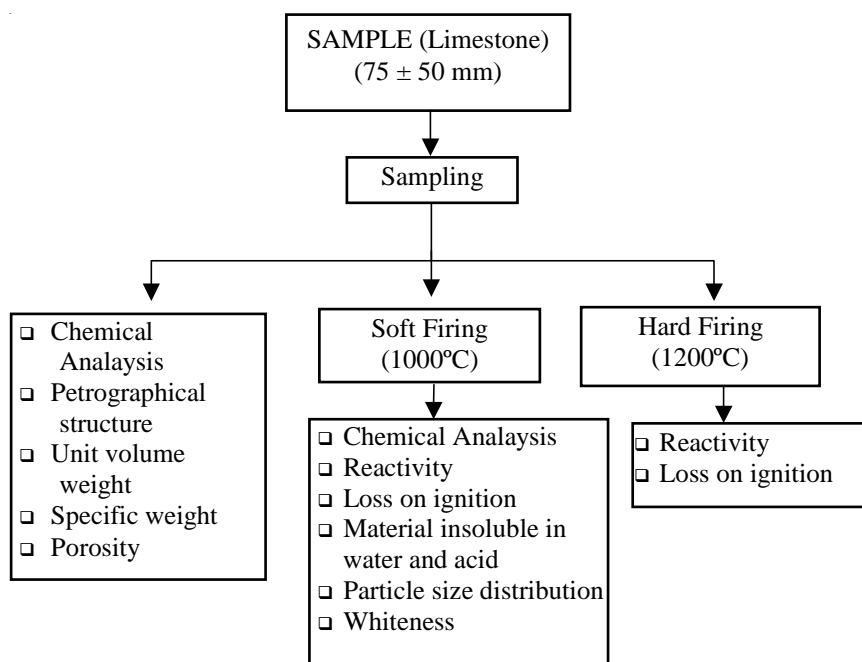 SAMPLE (Limestone)
(75 ± 50 mm)
Sampling
❑ Chemical
Analaysis
❑ Petrographical
structure
❑ Unit volume
weight
❑ Specific weight
❑ Porosity
Soft Firing
(1000ºC)
❑ Chemical Analaysis
❑ Reactivity
❑ Loss on ignition
❑ Material insoluble in
water and acid
❑ Particle size distribution
❑ Whiteness
Hard Firing
(1200ºC)
❑ Reactivity
❑ Loss on ignition